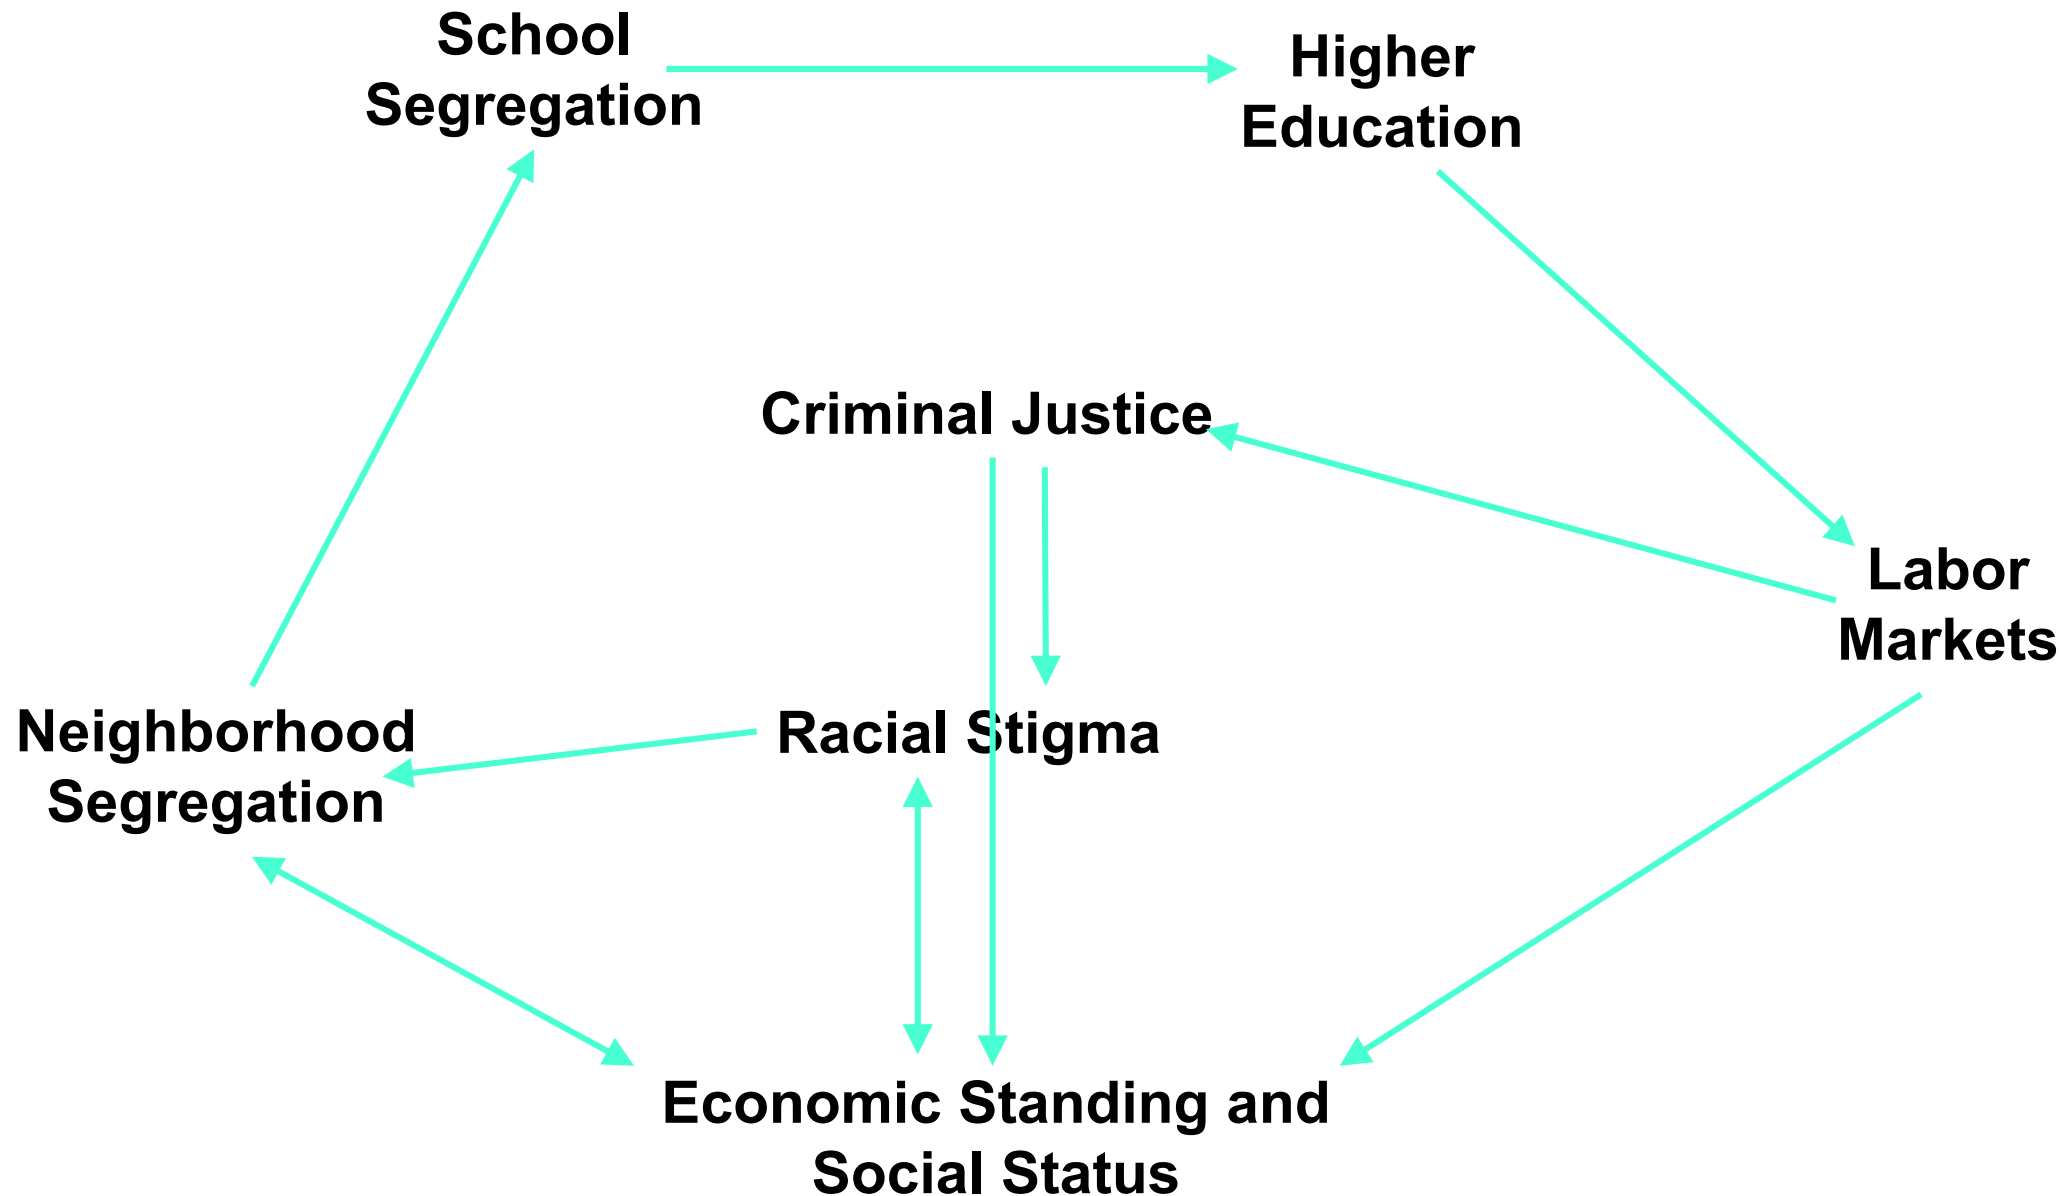 School
Segregation
Higher
Education
Criminal Justice
Labor
Markets
Neighborhood
Segregation
Racial Stigma
Economic Standing and
Social Status